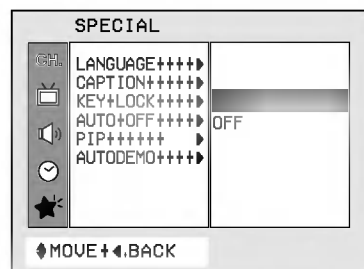 SPECIAL
CH.
LANGUAGE++++▶
CAPTION+++++▶
KEY+LOCK++++▶
AUTO+OFF++++▶ OFF
PIP++++++ ▶
AUTODEMO++++▶
♦MOVE+◀.BACK